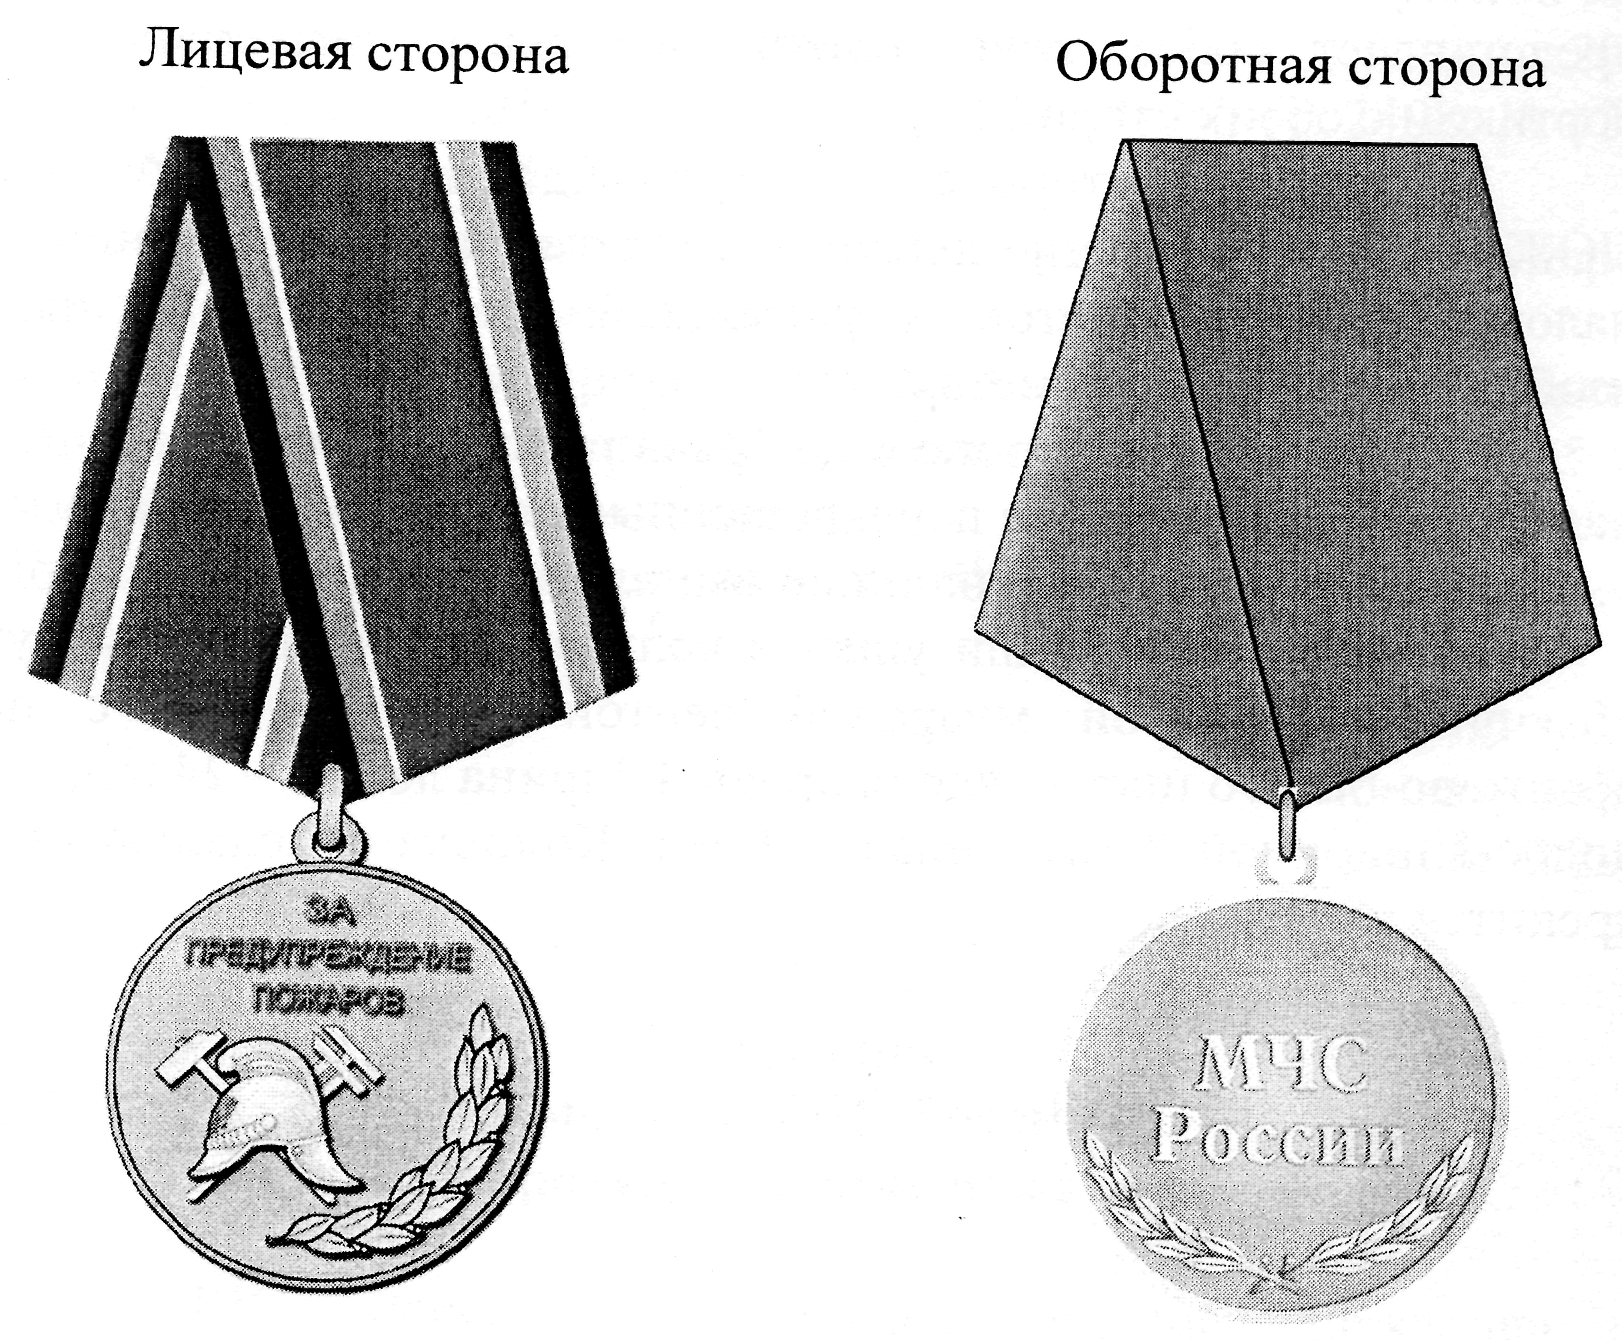 Лицевая сторона
Оборотная сторона
ЗА
ПРЕДУПРЕЖДЕНИЕ
ПОЖАРОВ
МЧС
России